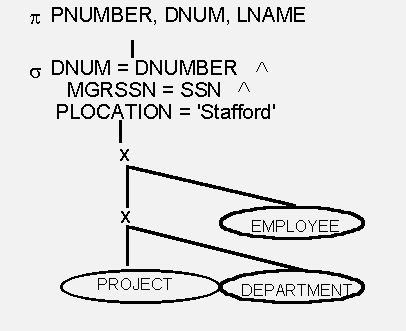 π PNUMBER, DNUM, LNAME
σ DNUM = DNUMBER ^
MGRSSN = SSN ^
PLOCATION = 'Stafford'
x
x
EMPLOYEE
PROJECT
DEPARTMENT